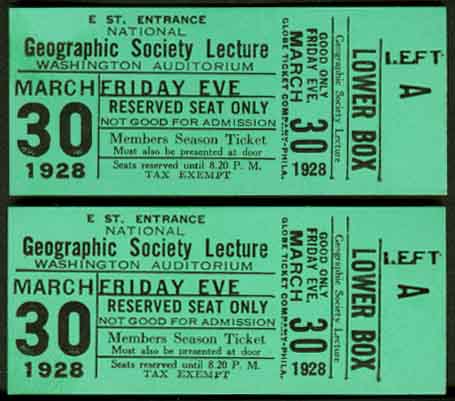 E ST. ENTRANCE
NATIONAL
Geographic Society Lecture
WASHINGTON AUDITORIUM
MARCH
30
1928
FRIDAY EVE
RESERVED SEAT ONLY
NOT GOOD FOR ADMISSION
Members Season Ticket
Must also be presented at door
Seats reserved until 8.20 P. M.
TAX EXEMPT
GLOBE TICKET COMPANY-PHILA.
GOOD ONLY
FRIDAY EVE.
MARCH 30
1928
Geographic Society Lecture
LOWER BOX
LEFT
A
E ST. ENTRANCE
NATIONAL
Geographic Society Lecture
WASHINGTON AUDITORIUM
MARCH
30
1928
FRIDAY EVE
RESERVED SEAT ONLY
NOT GOOD FOR ADMISSION
Members Season Ticket
Must also be presented at door
Seats reserved until 8.20 P. M.
TAX EXEMPT
GLOBE TICKET COMPANY-PHILA.
GOOD ONLY
FRIDAY EVE.
MARCH 30
1928
Geographic Society Lecture
LOWER BOX
LEFT
A